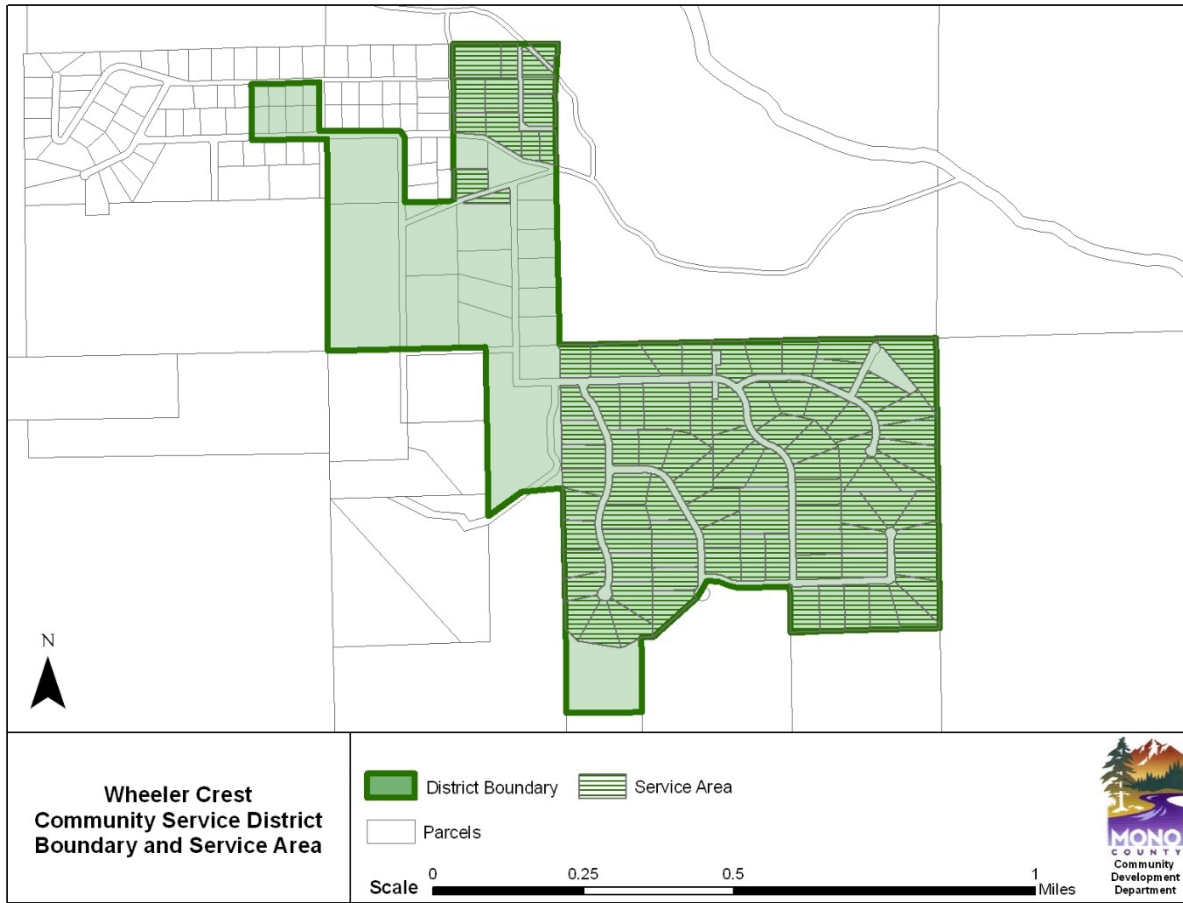 N
Wheeler Crest
Community Service District
Boundary and Service Area
District Boundary
Service Area
Parcels
Scale
0
0.25
0.5
1
Miles
MONO
COUNTY
Community
Development
Department